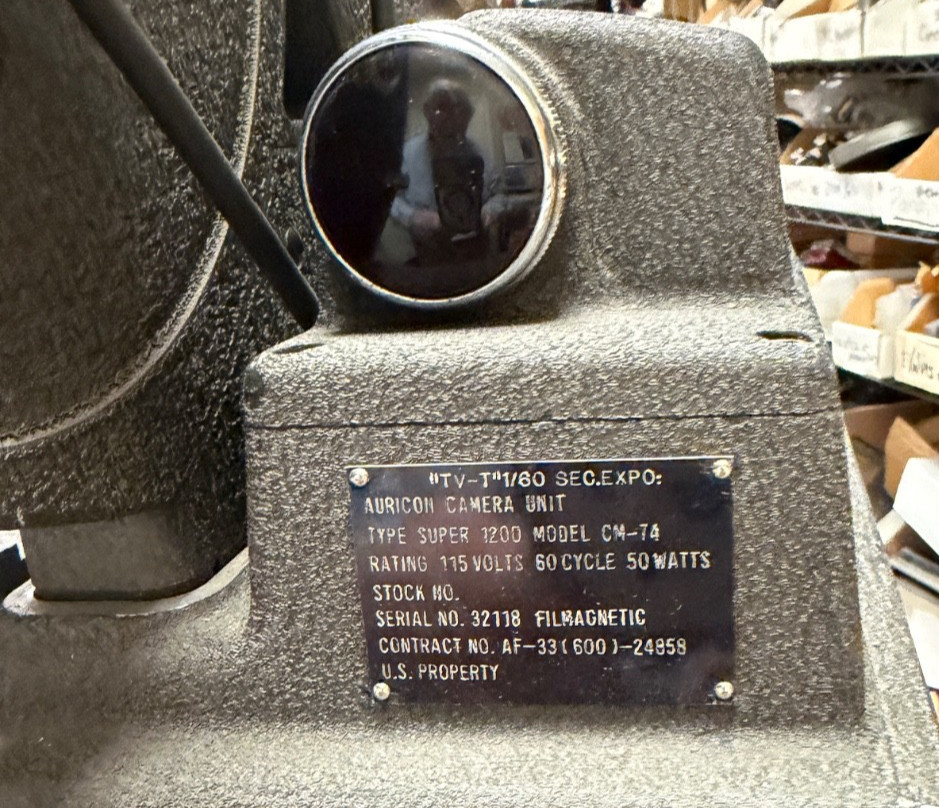 "TV-T" 1/60 SEC.EXPO:
AURICON CAMERA UNIT
TYPE SUPER 1200 MODEL CM-74
RATING 115 VOLTS 60 CYCLE 50 WATTS
STOCK NO.
SERIAL NO. 32118 FILMAGNETIC
CONTRACT NO. AF-33(600)-24858
U.S. PROPERTY